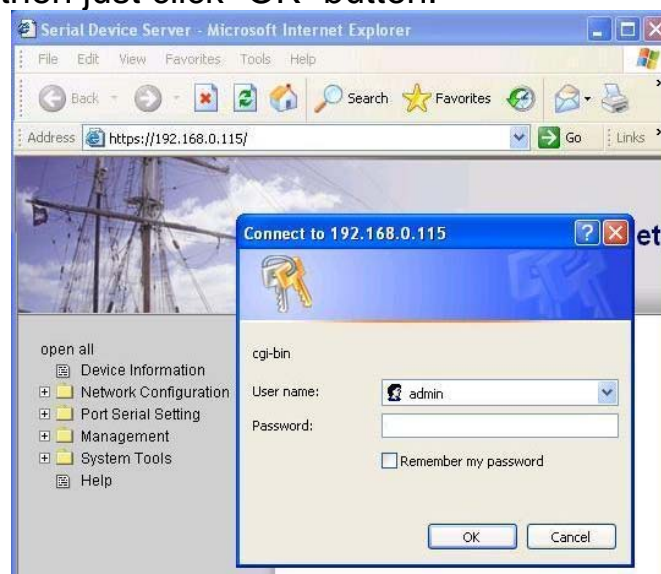 then just click "OK" button.
Serial Device Server - Microsoft Internet Explorer
File Edit View Favorites Tools Help
Back Search Favorites
Address https://192.168.0.115/ Go Links
et
Connect to 192.168.0.115
cgi-bin
User name: admin
Password:
Remember my password
OK Cancel
open all
Device Information
Network Configuration
Port Serial Setting
Management
System Tools
Help